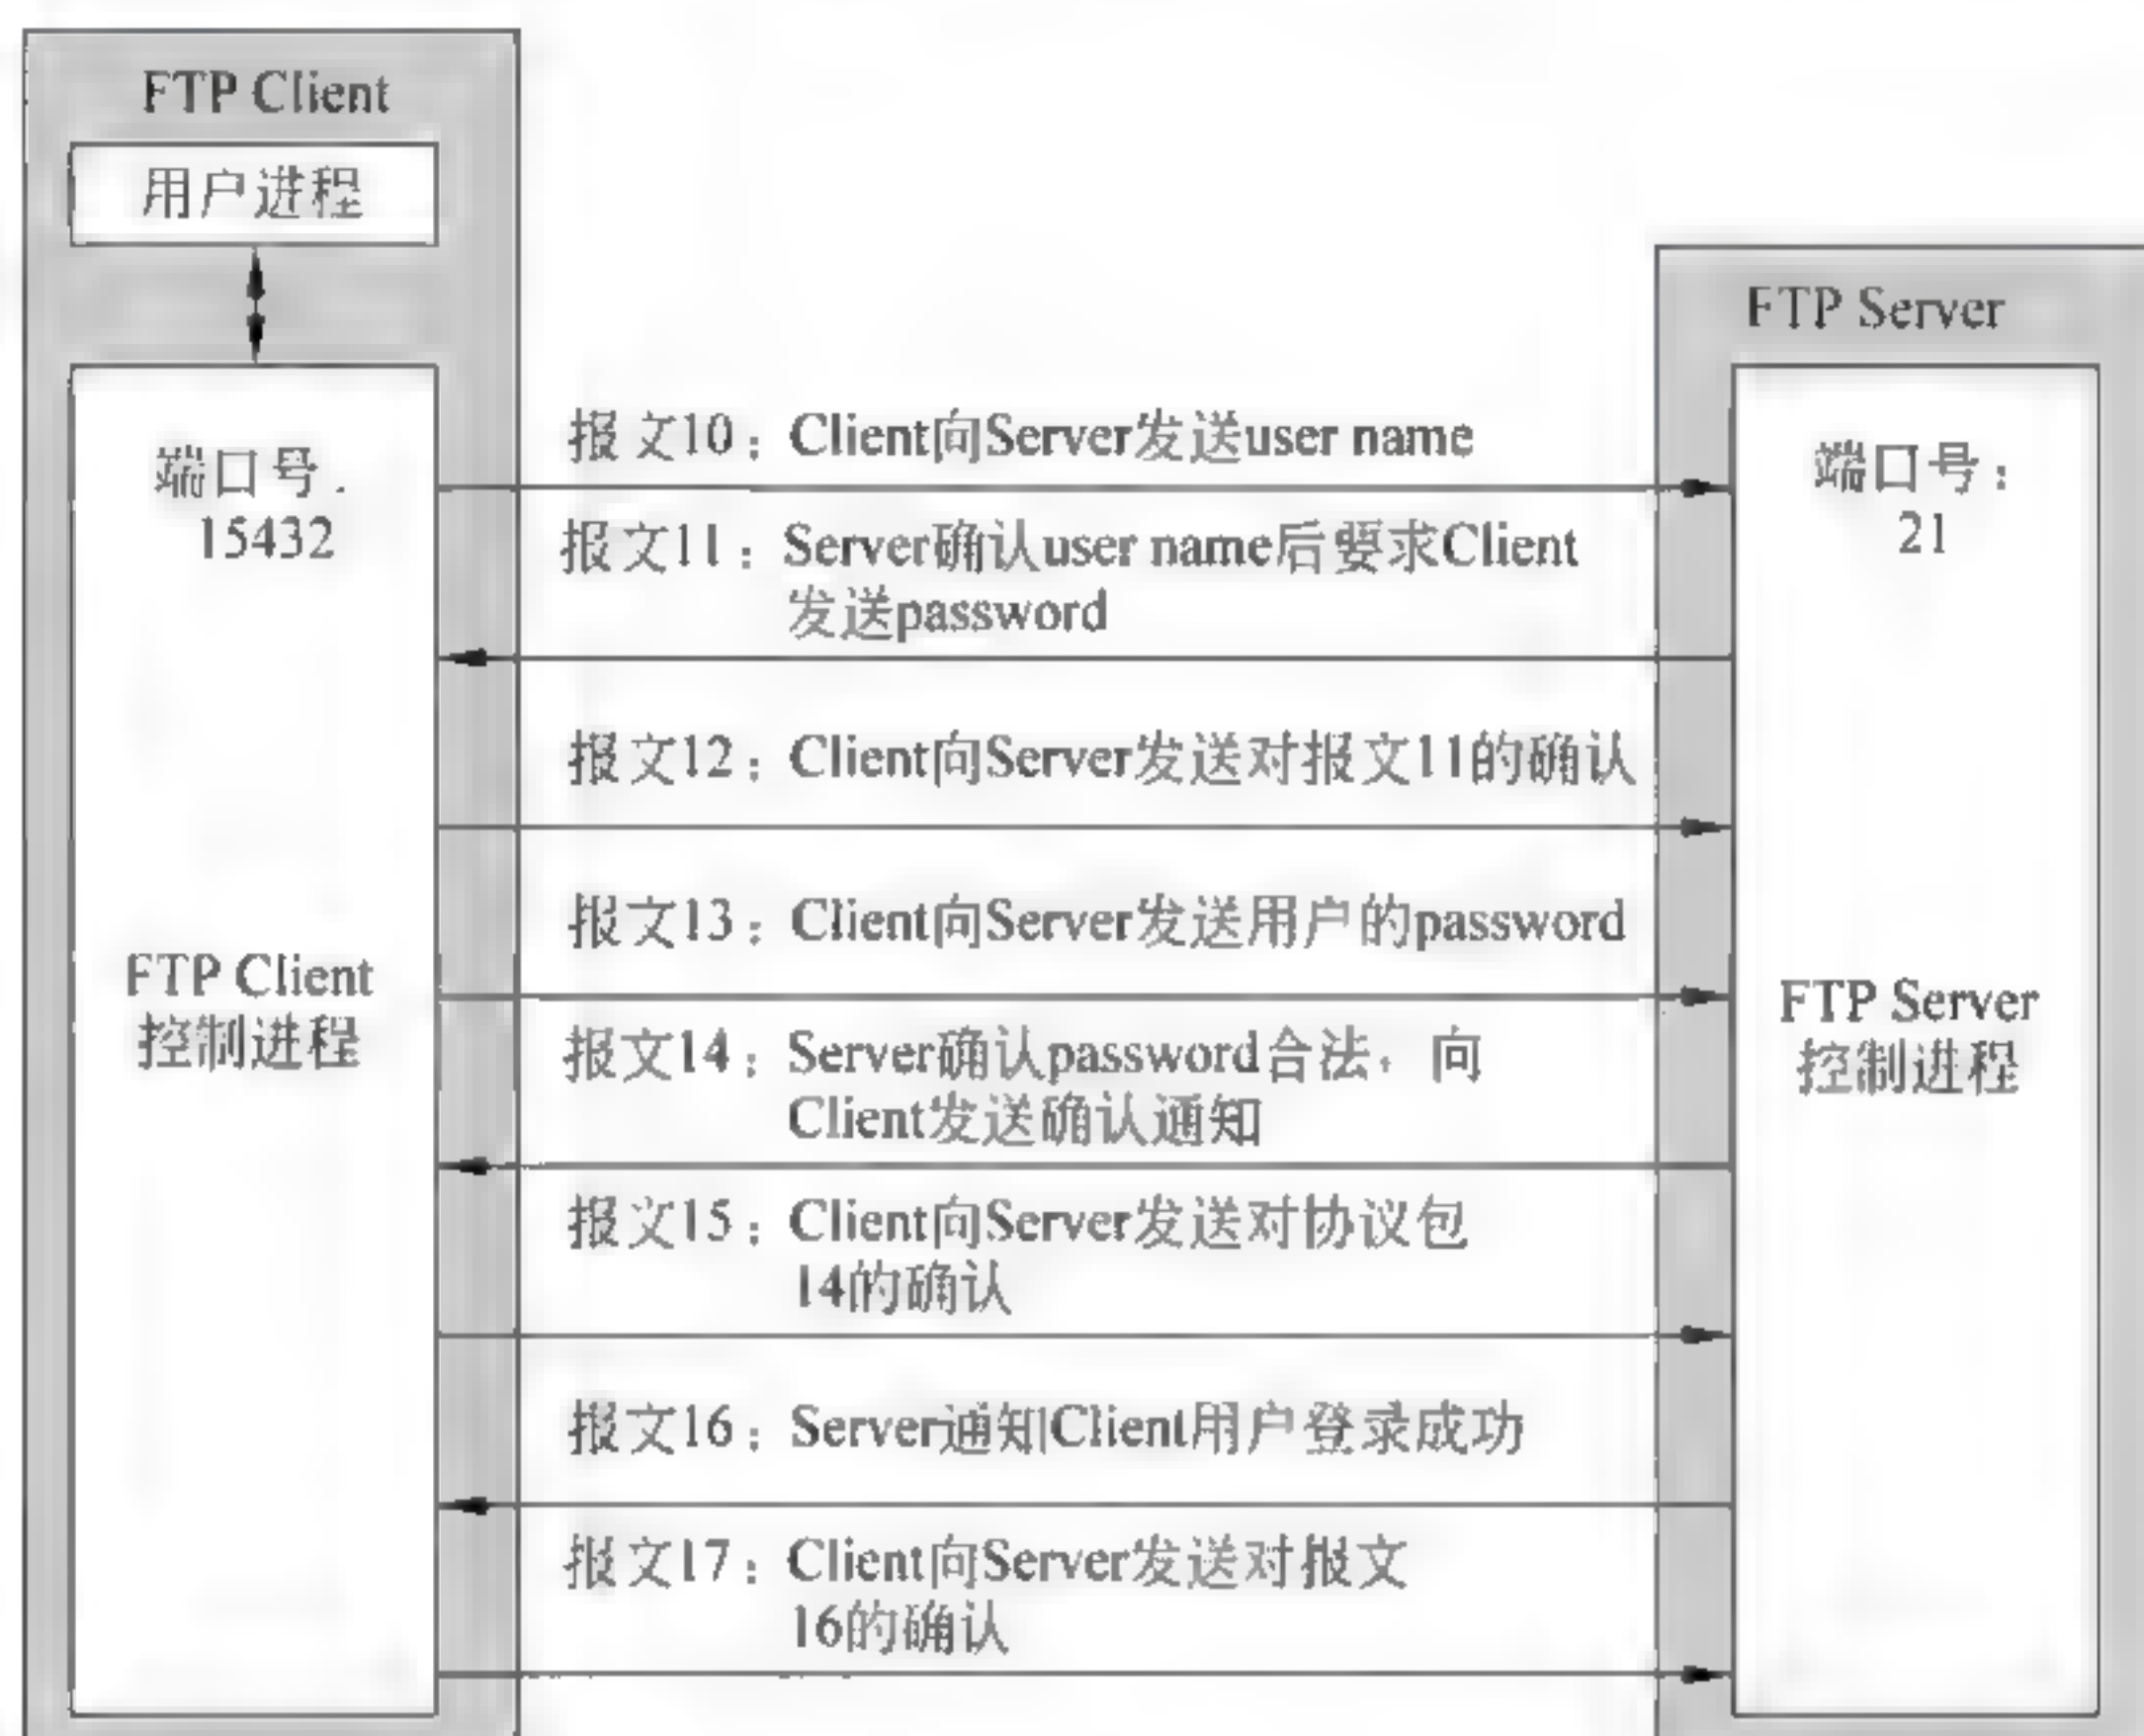 FTP Client
用户进程
端口号.
15432
FTP Client
控制进程
报文10：Client向Server发送user name
报文11：Server确认user name后要求Client
发送password
报文12：Client向Server发送对报文11的确认
报文13：Client向Server发送用户的password
报文14：Server确认password合法，向
Client发送确认通知
报文15：Client向Server发送对协议包
14的确认
报文16：Server通知Client用户登录成功
报文17：Client向Server发送对报文
16的确认
FTP Server
端口号：
21
FTP Server
控制进程